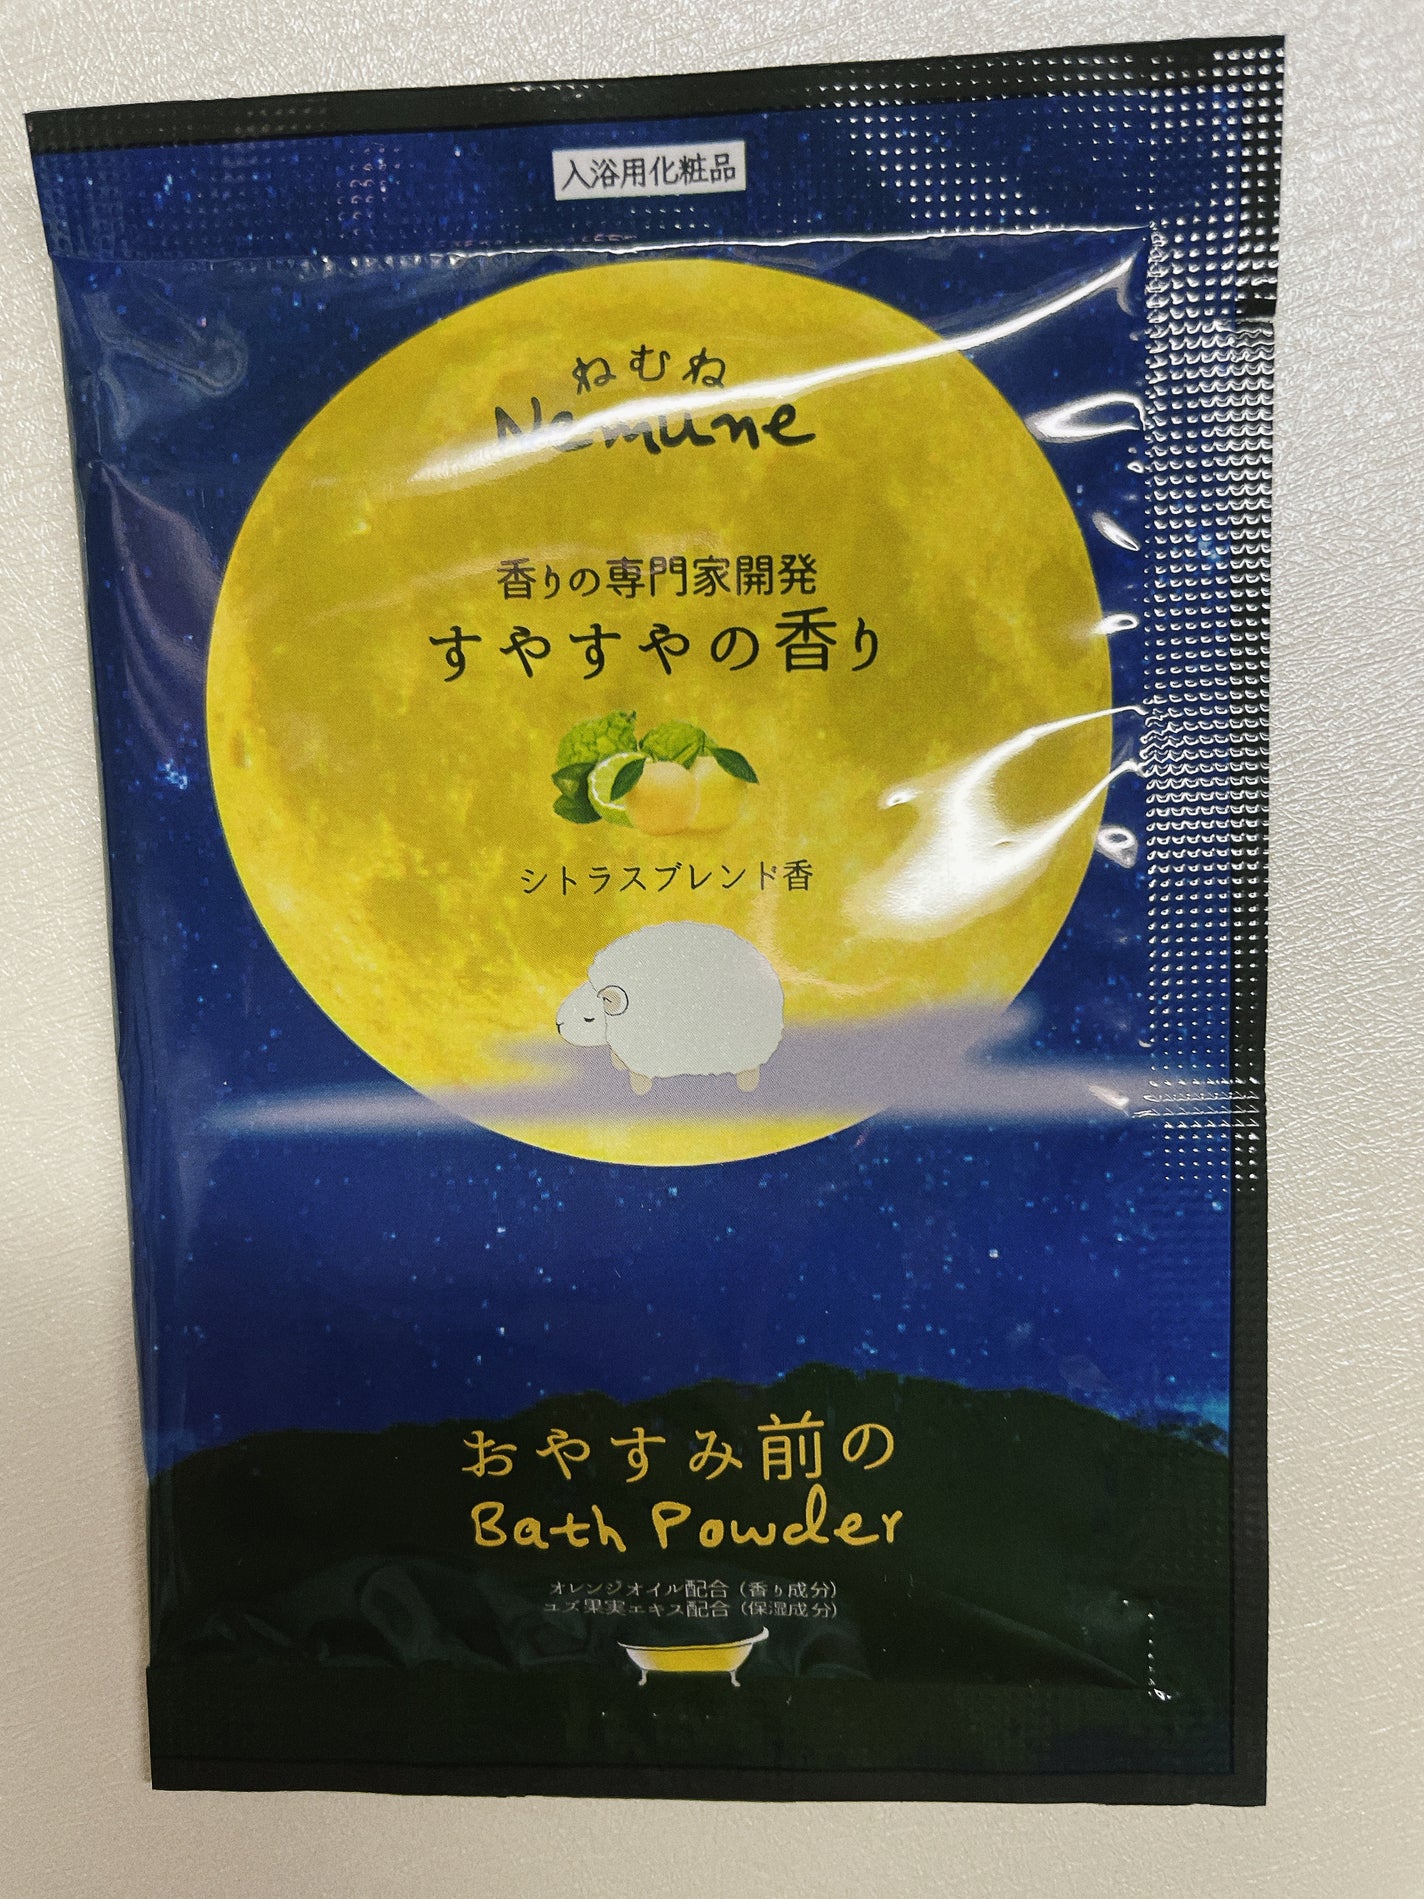 入浴用化粧品
ねむね
Nemune
香りの専門家開発
すやすやの香り
シトラスブレンド香
おやすみ前の
Bath Powder
オレンジオイル配合（香り成分）
ユズ果実エキス配合（保湿成分）